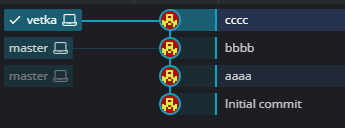 vetka cccc
master bbbb
master aaaa
Initial commit